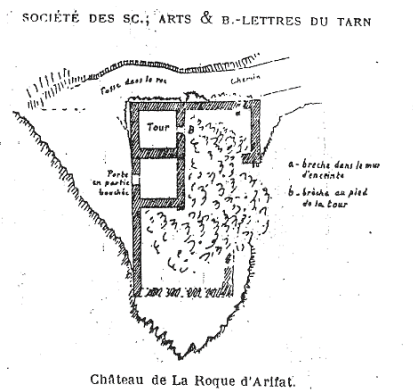 SOCIÉTÉ DES SC., ARTS & B.-LETTRES DU TARN
Fosse dans le roc
Chemin
Tour
B
a
Porte
en partie
bouchée
a - brèche dans le mur
d'enceinte
b - brèche au pied
de la tour
Château de La Roque d'Arifat.